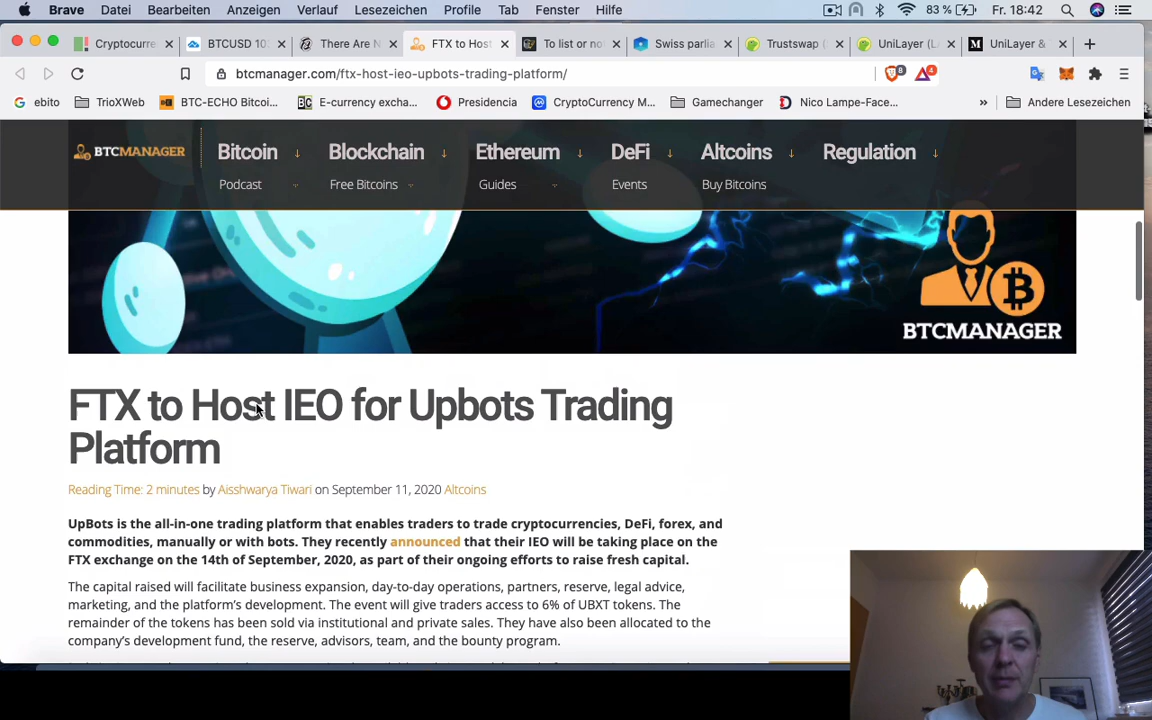 Brave Datei Bearbeiten Anzeigen Verlauf Lesezeichen Profile Tab Fenster Hilfe 83 % Fr. 18:42
Cryptocurre BTCUSD 10 There Are N FTX to Host To list or no Swiss parlia Trustswap ( UniLayer (L UniLayer &
btcmanager.com/ftx-host-ieo-upbots-trading-platform/ 8 4
ebito TrioXWeb BTC-ECHO Bitcoi... E-currency excha... Presidencia CryptoCurrency M... Gamechanger Nico Lampe-Face... » Andere Lesezeichen
BTCMANAGER Bitcoin Blockchain Ethereum DeFi Altcoins Regulation
Podcast Free Bitcoins Guides Events Buy Bitcoins
BTCMANAGER
FTX to Host IEO for Upbots Trading
Platform
Reading Time: 2 minutes by Aisshwarya Tiwari on September 11, 2020 Altcoins
UpBots is the all-in-one trading platform that enables traders to trade cryptocurrencies, DeFi, forex, and
commodities, manually or with bots. They recently announced that their IEO will be taking place on the
FTX exchange on the 14th of September, 2020, as part of their ongoing efforts to raise fresh capital.
The capital raised will facilitate business expansion, day-to-day operations, partners, reserve, legal advice,
marketing, and the platform's development. The event will give traders access to 6% of UBXT tokens. The
remainder of the tokens has been sold via institutional and private sales. They have also been allocated to the
company's development fund, the reserve, advisors, team, and the bounty program.